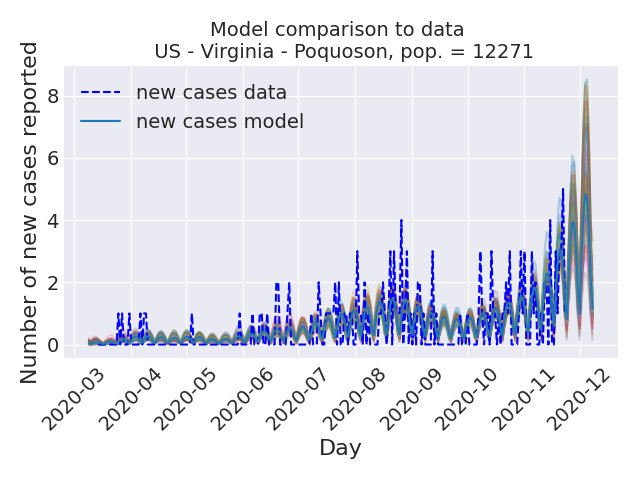 Model comparison to data
US - Virginia - Poquoson, pop. = 12271
Number of new cases reported
8
6
4
2
0
new cases data
new cases model
2020-03
2020-04
2020-05
2020-06
2020-07
2020-08
2020-09
2020-10
2020-11
2020-12
Day